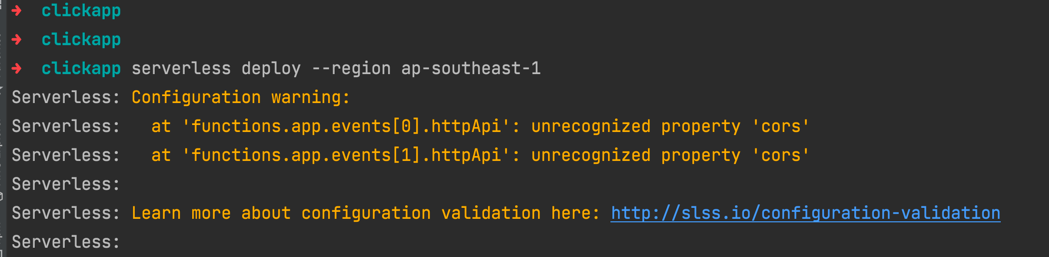 → clickapp
→ clickapp
→ clickapp serverless deploy --region ap-southeast-1
Serverless: Configuration warning:
Serverless:   at 'functions.app.events[0].httpApi': unrecognized property 'cors'
Serverless:   at 'functions.app.events[1].httpApi': unrecognized property 'cors'
Serverless:
Serverless: Learn more about configuration validation here: http://slss.io/configuration-validation
Serverless: